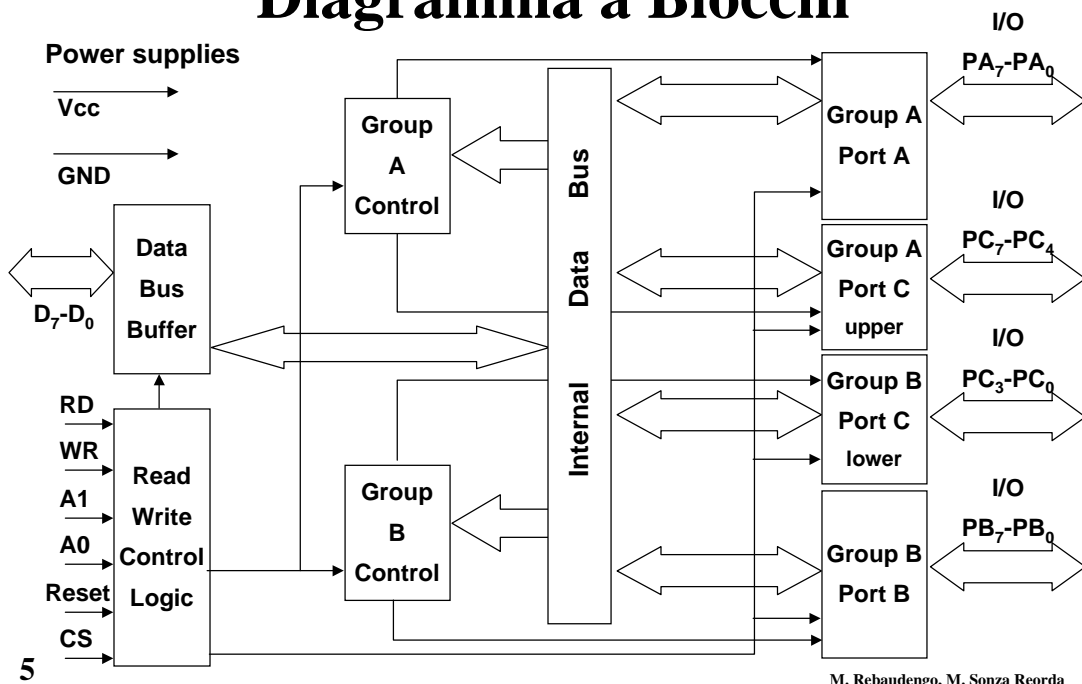 Diagramma a Blocchi
Power supplies
Vcc
GND
D7-D0
Data
Bus
Buffer
RD
WR
A1
A0
Reset
CS
Read
Write
Control
Logic
Group
A
Control
Group
B
Control
Internal Data Bus
Group A
Port A
Group A
Port C
upper
Group B
Port C
lower
Group B
Port B
I/O
PA7-PA0
I/O
PC7-PC4
I/O
PC3-PC0
I/O
PB7-PB0
5
M. Rebaudengo, M. Sonza Reorda